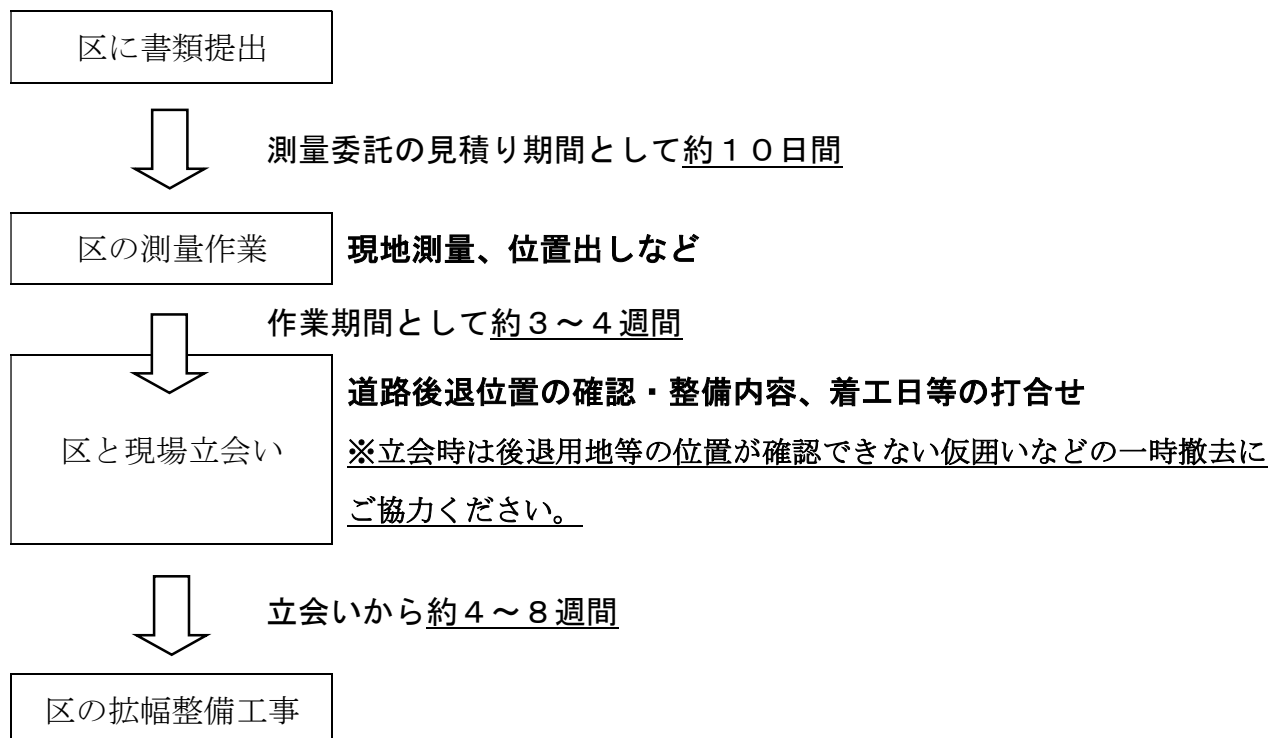 区に書類提出
測量委託の見積り期間として約１０日間
区の測量作業
現地測量、位置出しなど
作業期間として約３～４週間
道路後退位置の確認・整備内容、着工日等の打合せ
区と現場立会い
※立会時は後退用地等の位置が確認できない仮囲いなどの一時撤去に
ご協力ください。
立会いから約４～８週間
区の拡幅整備工事